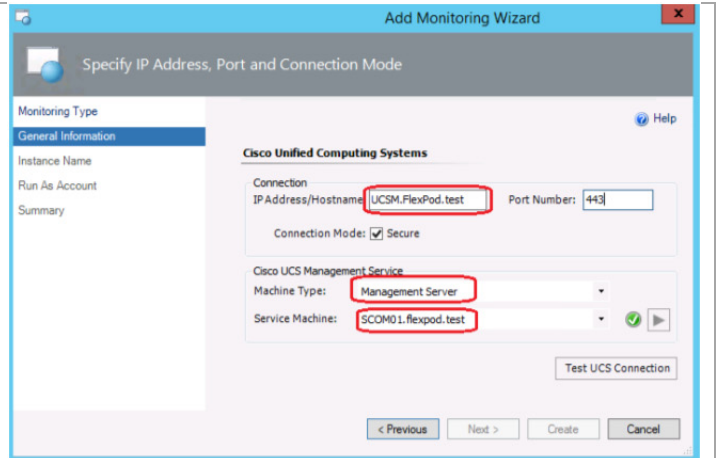 Add Monitoring Wizard
x
Specify IP Address, Port and Connection Mode
Monitoring Type
General Information
Instance Name
Run As Account
Summary
Help
Cisco Unified Computing Systems
Connection
IPAddress/Hostname UCSM.FlexPod.test Port Number: 443
Connection Mode: Secure
Cisco UCS Management Service
Machine Type: Management Server
Service Machine: SCOM01.flexpod.test
Test UCS Connection
< Previous Next > Create Cancel